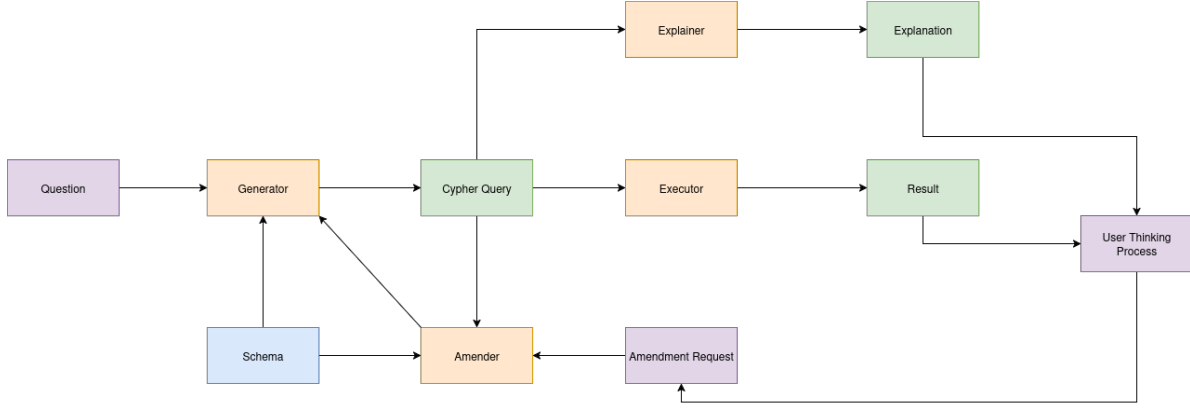 Explainer
Explanation
Question
Generator
Cypher Query
Executor
Result
User Thinking
Process
Schema
Amender
Amendment Request